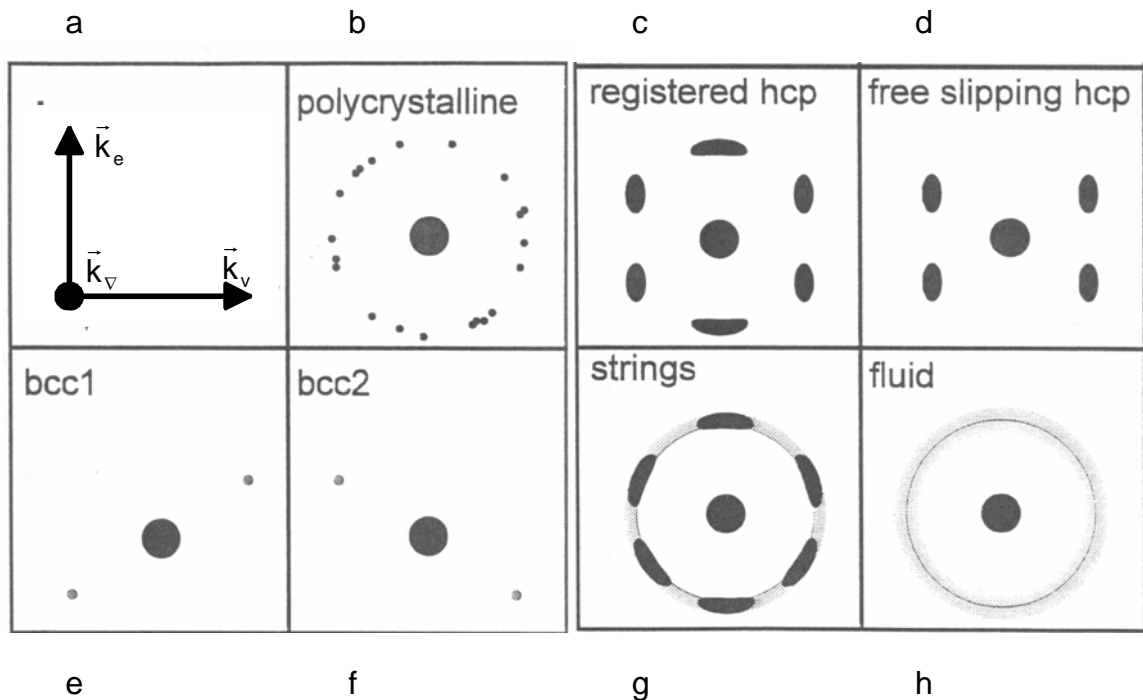 a b c d
k⃗e
k⃗∇ k⃗v
polycrystalline
registered hcp
free slipping hcp
bcc1
bcc2
strings
fluid
e f g h